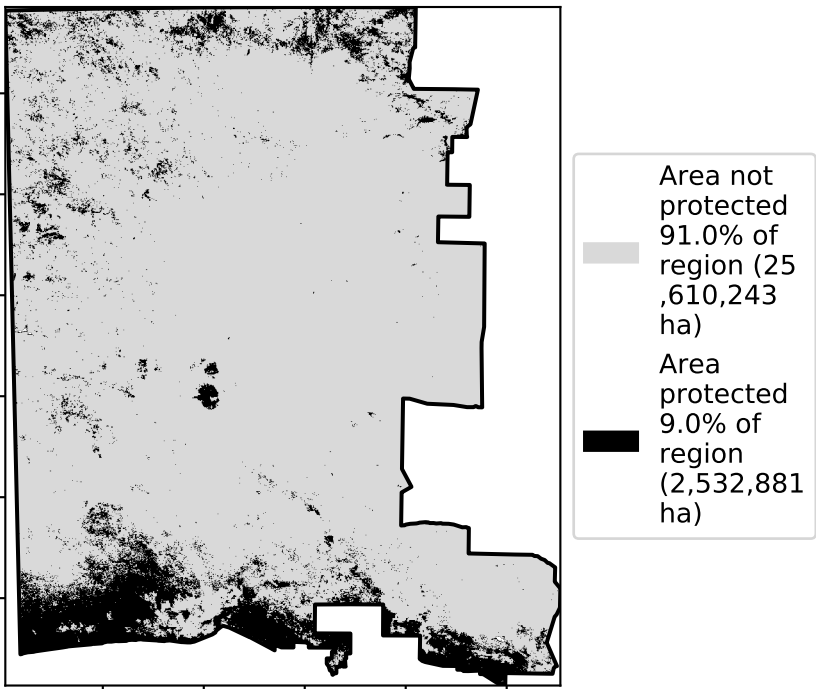 Area not
protected
91.0% of
region (25
,610,243
ha)
Area
protected
9.0% of
region
(2,532,881
ha)